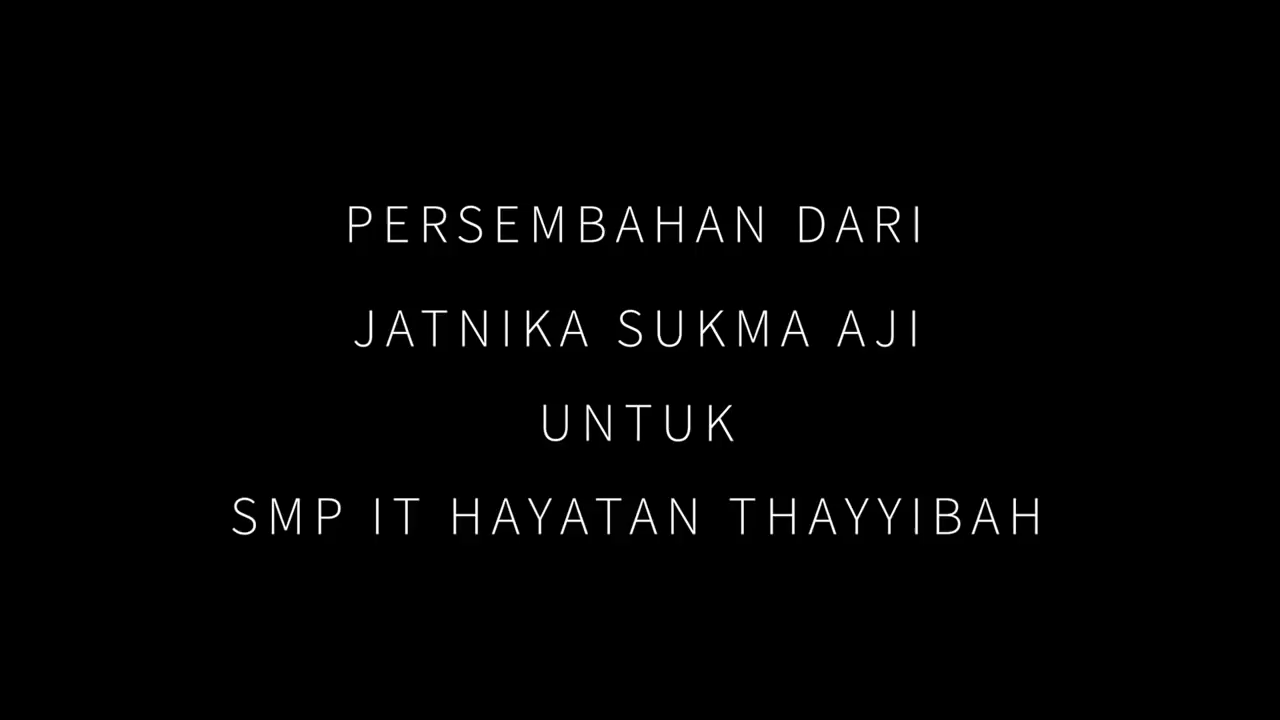 PERSEMBAHAN DARI
JATNIKA SUKMA AJI
UNTUK
SMP IT HAYATAN THAYYIBAH